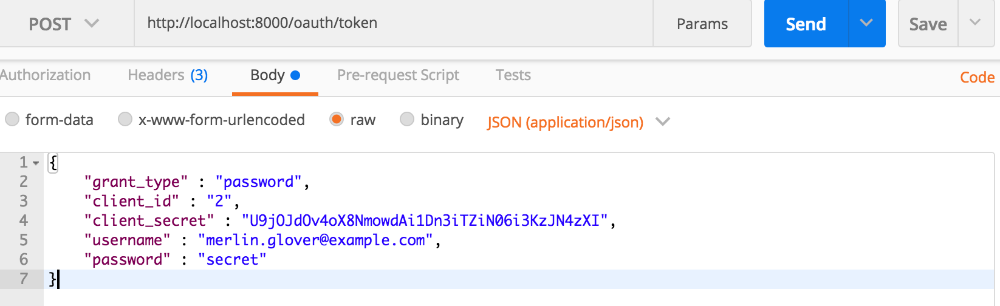 POST http://localhost:8000/oauth/token Params Send Save
Authorization Headers (3) Body Pre-request Script Tests Code
form-data x-www-form-urlencoded raw binary JSON (application/json)
1 {
2 "grant_type" : "password",
3 "client_id" : "2",
4 "client_secret" : "U9jOJdOv4oX8NmowdAi1Dn3iTZiN06i3KzJN4zXI",
5 "username" : "merlin.glover@example.com",
6 "password" : "secret"
7 }